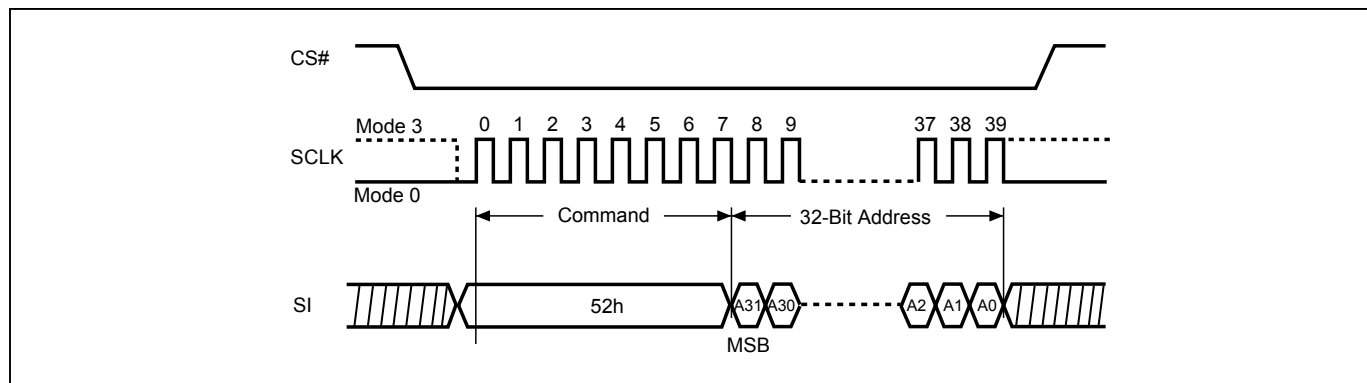 CS#
Mode 3
0 1 2 3 4 5 6 7 8 9 37 38 39
SCLK
Mode 0
Command 32-Bit Address
SI 52h A31 A30 A2 A1 A0
MSB